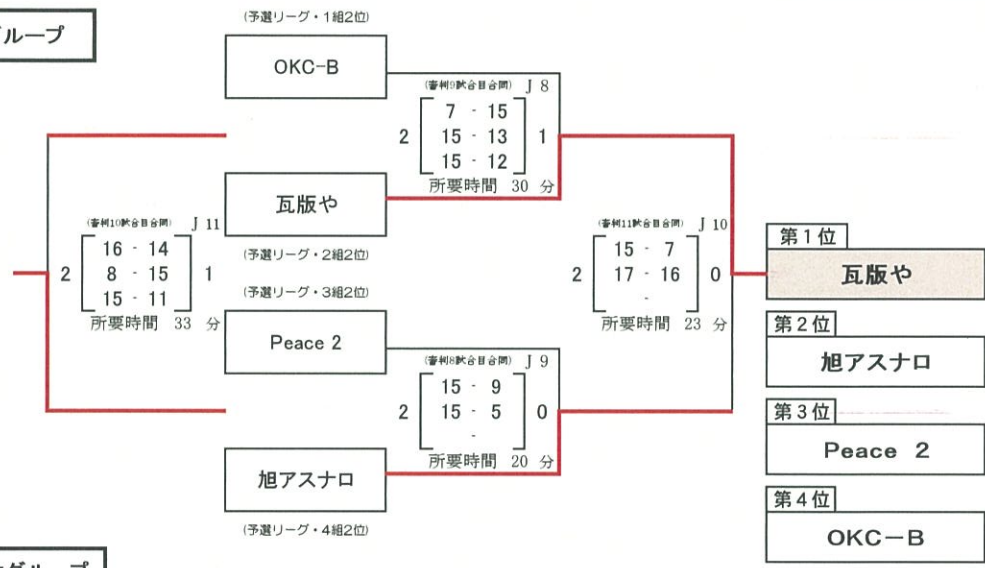 ループ
(予選リーグ・1組2位)
OKC-B
(審判9試合目合同) J 8
7 - 15
2 15 - 13 1
15 - 12
所要時間 30 分
瓦版や
(予選リーグ・2組2位)
(審判10試合目合同) J 11
16 - 14
2 8 - 15 1
15 - 11
所要時間 33 分
(審判11試合目合同) J 10
15 - 7
2 17 - 16 0
-
所要時間 23 分
(予選リーグ・3組2位)
Peace 2
(審判8試合目合同) J 9
15 - 9
2 15 - 5 0
-
所要時間 20 分
旭アスナロ
(予選リーグ・4組2位)
第1位
瓦版や
第2位
旭アスナロ
第3位
Peace 2
第4位
OKC－B
グループ